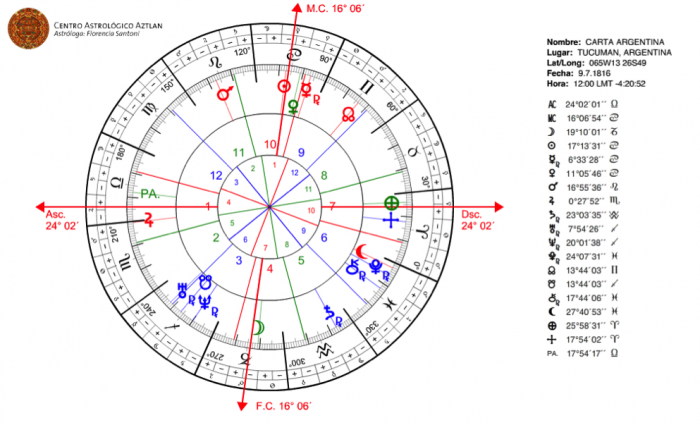 CENTRO ASTROLÓGICO AZTLAN
Astróloga: Florencia Santoni
M.C. 16° 06´
Nombre: CARTA ARGENTINA
Lugar: TUCUMAN, ARGENTINA
Lat/Long: 065W13 26S49
Fecha: 9.7.1816
Hora: 12:00 LMT -4:20:52
AC 24°02´01´´ ♎
MC 16°06´54´´ ♋
☽ 19°10´01´´ ♑
☉ 17°13´31´´ ♋
☿R 6°33´28´´ ♋
♀ 11°05´46´´ ♋
♂ 16°55´36´´ ♌
♃ 0°27´52´´ ♏
♄R 23°03´35´´ ♒
♅R 7°54´26´´ ♐
♆R 20°01´38´´ ♐
♇R 24°07´31´´ ♓
☊ 13°44´03´´ ♊
☋ 13°44´03´´ ♐
⚷R 17°44´06´´ ♓
⚸ 27°40´53´´ ♓
⊕ 25°58´31´´ ♈
17°54´02´´ ♈
PA. 17°54´17´´ ♎
120°
90°
150°
180°
30°
0°
210°
240°
270°
300°
330°
PA.
Asc.
24° 02´
Dsc.
24° 02´
10
9
11
8
12
7
1
6
2
5
3
4
F.C. 16° 06´